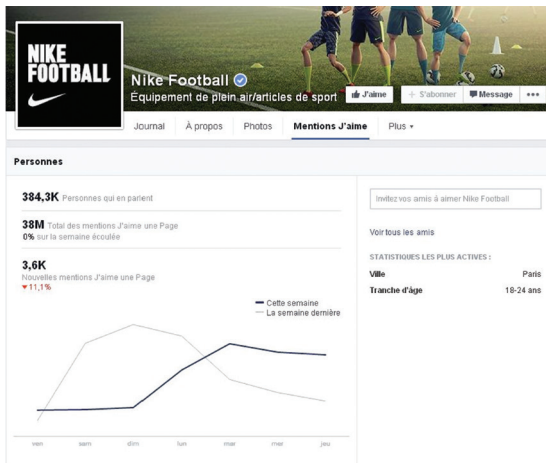 NIKE
FOOTBALL
Nike Football
Équipement de plein air/articles de sport
J'aime
+ S'abonner
Message
Journal
À propos
Photos
Mentions J'aime
Plus
Personnes
384,3K Personnes qui en parlent
38M Total des mentions J'aime une Page
0% sur la semaine écoulée
3,6K
Nouvelles mentions J'aime une Page
▼11,1%
Cette semaine
La semaine dernière
ven sam dim lun mar mer jeu
Invitez vos amis à aimer Nike Football
Voir tous les amis
STATISTIQUES LES PLUS ACTIVES :
Ville Paris
Tranche d'âge 18-24 ans